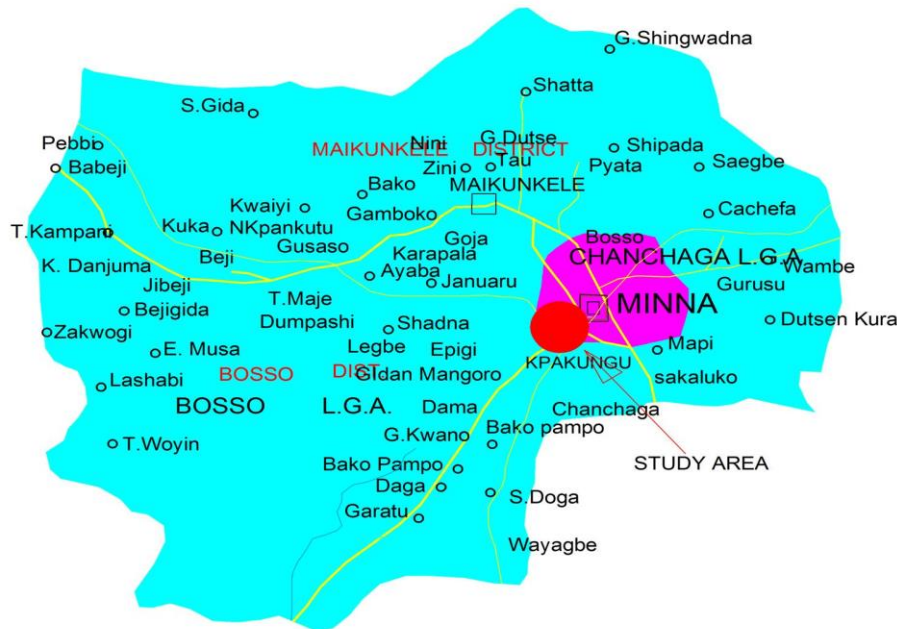 G.Shingwadna
Shatta
S.Gida
Nini
G.Dutse
Pebbi
MAIKUNKELE DISTRICT
Shipada
Babeji
Zini
Tau
Pyata
Saegbe
MAIKUNKELE
Bako
Kwaiyi
Gamboko
Cachefa
T.Kampani
Kuka
NKpankutu
Gusaso
Goja
Bosso
Beji
Karapala
CHANCHAGA L.G.A
K. Danjuma
Ayaba
Wambe
Jibeji
Januaru
Gurusu
T.Maje
MINNA
Bejigida
Dumpashi
Shadna
Dutsen Kura
Zakwogi
E. Musa
Legbe
Epigi
Mapi
KPAKUNGU
BOSSO DIST.
Gidan Mangoro
sakaluko
Lashabi
BOSSO L.G.A.
Dama
Chanchaga
Bako pampo
T.Woyin
G.Kwano
Bako Pampo
STUDY AREA
Daga
S.Doga
Garatu
Wayagbe